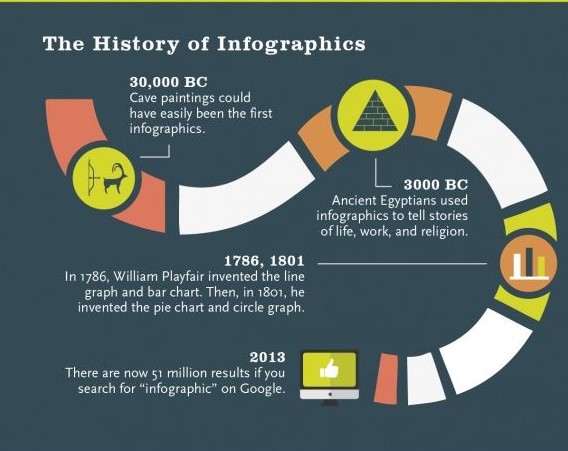 The History of Infographics
30,000 BC
Cave paintings could
have easily been the first
infographics.
3000 BC
Ancient Egyptians used
infographics to tell stories
of life, work, and religion.
1786, 1801
In 1786, William Playfair invented the line
graph and bar chart. Then, in 1801, he
invented the pie chart and circle graph.
2013
There are now 51 million results if you
search for “infographic” on Google.